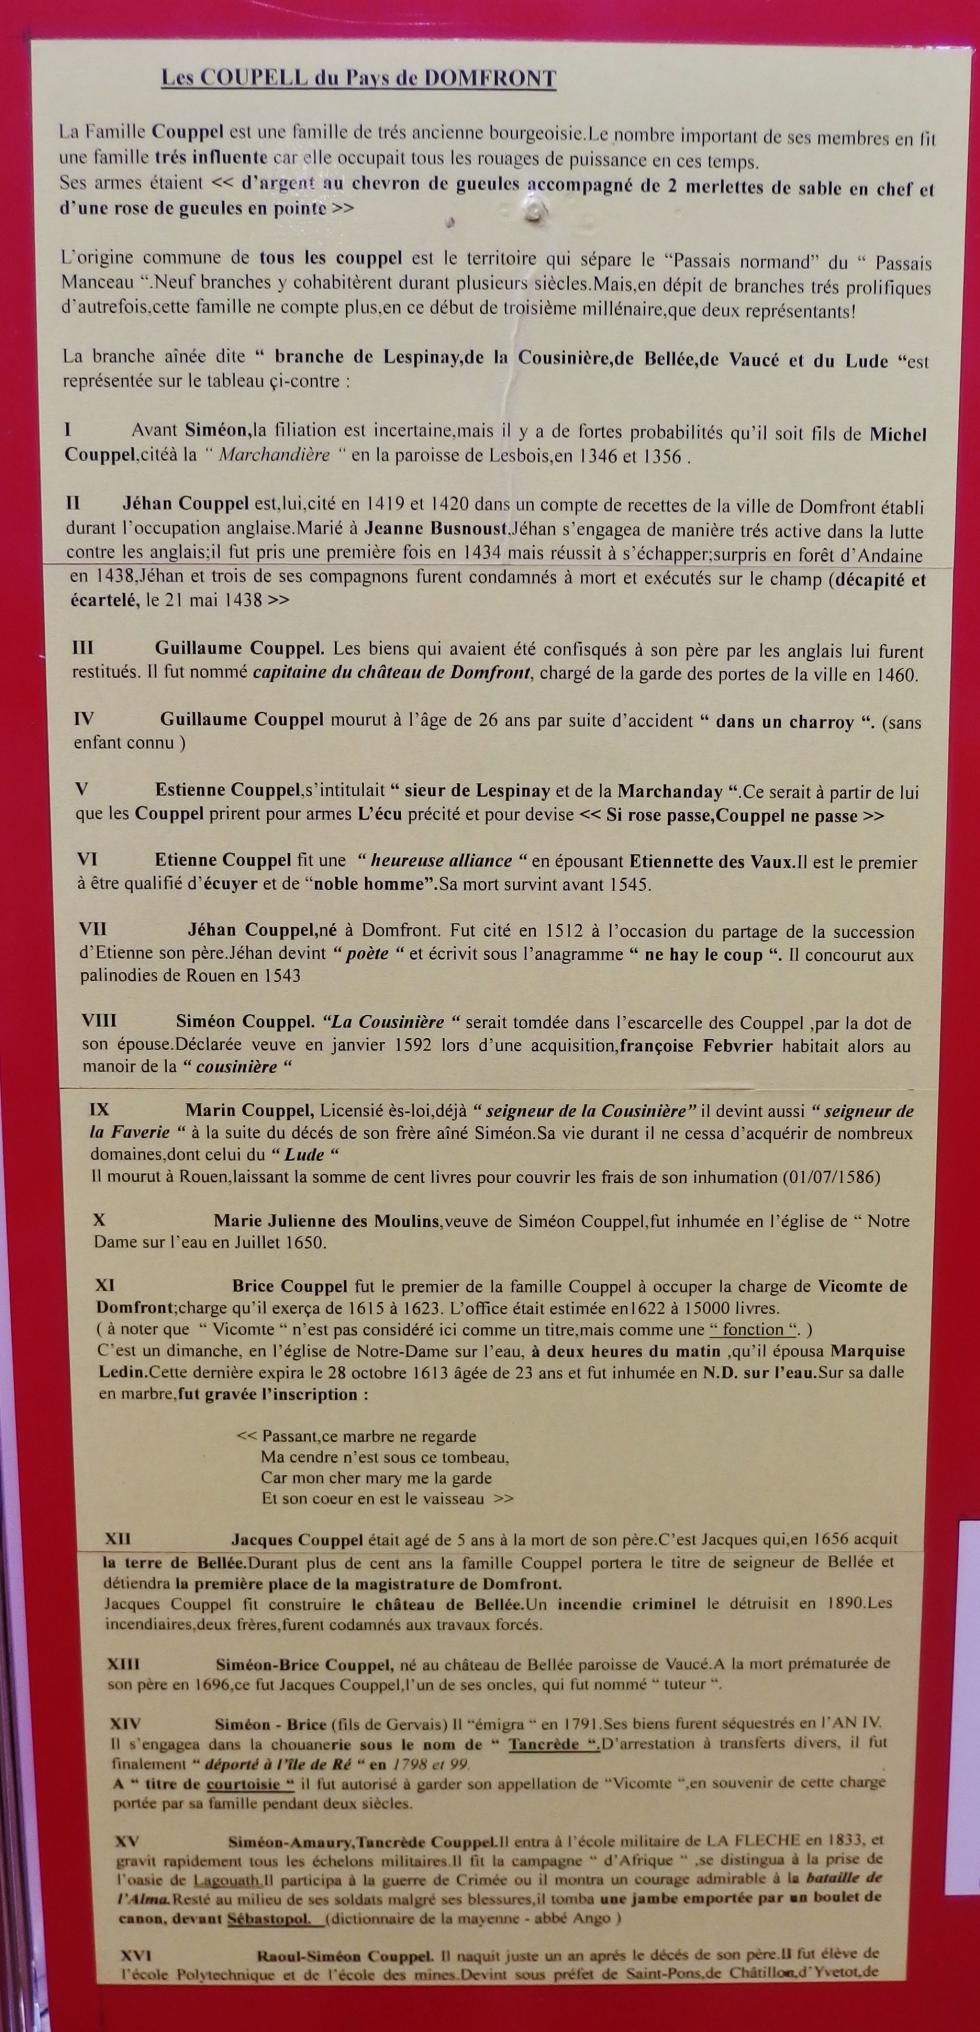 Les COUPELL du Pays de DOMFRONT
La Famille Couppel est une famille de trés ancienne bourgeoisie.Le nombre important de ses membres en fit
une famille trés influente car elle occupait tous les rouages de puissance en ces temps.
Ses armes étaient << d'argent au chevron de gueules accompagné de 2 merlettes de sable en chef et
d'une rose de gueules en pointe >>
L'origine commune de tous les couppel est le territoire qui sépare le “Passais normand” du “ Passais
Manceau “.Neuf branches y cohabitèrent durant plusieurs siècles.Mais,en dépit de branches trés prolifiques
d'autrefois,cette famille ne compte plus,en ce début de troisième millénaire,que deux représentants!
La branche aînée dite “ branche de Lespinay,de la Cousinière,de Bellée,de Vaucé et du Lude “est
représentée sur le tableau çi-contre :
I Avant Siméon,la filiation est incertaine,mais il y a de fortes probabilités qu'il soit fils de Michel
Couppel,citéà la “ Marchandière “ en la paroisse de Lesbois,en 1346 et 1356 .
II Jéhan Couppel est,lui,cité en 1419 et 1420 dans un compte de recettes de la ville de Domfront établi
durant l'occupation anglaise.Marié à Jeanne Busnoust,Jéhan s'engagea de manière trés active dans la lutte
contre les anglais;il fut pris une première fois en 1434 mais réussit à s'échapper;surpris en forêt d'Andaine
en 1438,Jéhan et trois de ses compagnons furent condamnés à mort et exécutés sur le champ (décapité et
écartelé, le 21 mai 1438 >>
III Guillaume Couppel. Les biens qui avaient été confisqués à son père par les anglais lui furent
restitués. Il fut nommé capitaine du château de Domfront, chargé de la garde des portes de la ville en 1460.
IV Guillaume Couppel mourut à l'âge de 26 ans par suite d'accident “ dans un charroy “. (sans
enfant connu )
V Estienne Couppel,s'intitulait “ sieur de Lespinay et de la Marchanday “.Ce serait à partir de lui
que les Couppel prirent pour armes L'écu précité et pour devise << Si rose passe,Couppel ne passe >>
VI Etienne Couppel fit une “ heureuse alliance “ en épousant Etiennette des Vaux.Il est le premier
à être qualifié d'écuyer et de “noble homme”.Sa mort survint avant 1545.
VII Jéhan Couppel,né à Domfront. Fut cité en 1512 à l'occasion du partage de la succession
d'Etienne son père.Jéhan devint “ poète “ et écrivit sous l'anagramme “ ne hay le coup “. Il concourut aux
palinodies de Rouen en 1543
VIII Siméon Couppel. “La Cousinière “ serait tomdée dans l'escarcelle des Couppel ,par la dot de
son épouse.Déclarée veuve en janvier 1592 lors d'une acquisition,françoise Febvrier habitait alors au
manoir de la “ cousinière “
IX Marin Couppel, Licensié ès-loi,déjà “ seigneur de la Cousinière” il devint aussi “ seigneur de
la Faverie “ à la suite du décés de son frère aîné Siméon.Sa vie durant il ne cessa d'acquérir de nombreux
domaines,dont celui du “ Lude “
Il mourut à Rouen,laissant la somme de cent livres pour couvrir les frais de son inhumation (01/07/1586)
X Marie Julienne des Moulins,veuve de Siméon Couppel,fut inhumée en l'église de “ Notre
Dame sur l'eau en Juillet 1650.
XI Brice Couppel fut le premier de la famille Couppel à occuper la charge de Vicomte de
Domfront;charge qu'il exerça de 1615 à 1623. L'office était estimée en1622 à 15000 livres.
( à noter que “ Vicomte “ n'est pas considéré ici comme un titre,mais comme une “ fonction “. )
C'est un dimanche, en l'église de Notre-Dame sur l'eau, à deux heures du matin ,qu'il épousa Marquise
Ledin.Cette dernière expira le 28 octobre 1613 âgée de 23 ans et fut inhumée en N.D. sur l'eau.Sur sa dalle
en marbre,fut gravée l'inscription :
<< Passant,ce marbre ne regarde
Ma cendre n'est sous ce tombeau,
Car mon cher mary me la garde
Et son coeur en est le vaisseau >>
XII Jacques Couppel était agé de 5 ans à la mort de son père.C'est Jacques qui,en 1656 acquit
la terre de Bellée.Durant plus de cent ans la famille Couppel portera le titre de seigneur de Bellée et
détiendra la première place de la magistrature de Domfront.
Jacques Couppel fit construire le château de Bellée.Un incendie criminel le détruisit en 1890.Les
incendiaires,deux frères,furent codamnés aux travaux forcés.
XIII Siméon-Brice Couppel, né au château de Bellée paroisse de Vaucé.A la mort prématurée de
son père en 1696,ce fut Jacques Couppel,l'un de ses oncles, qui fut nommé “ tuteur “.
XIV Siméon - Brice (fils de Gervais) Il “émigra “ en 1791.Ses biens furent séquestrés en l'AN IV.
Il s'engagea dans la chouanerie sous le nom de “ Tancrède “.D'arrestation à transferts divers, il fut
finalement “ déporté à l'île de Ré “ en 1798 et 99.
A “ titre de courtoisie “ il fut autorisé à garder son appellation de “Vicomte “,en souvenir de cette charge
portée par sa famille pendant deux siècles.
XV Siméon-Amaury,Tancrède Couppel.Il entra à l'école militaire de LA FLECHE en 1833, et
gravit rapidement tous les échelons militaires.Il fit la campagne “ d'Afrique “ ,se distingua à la prise de
l'oasie de Lagouath.Il participa à la guerre de Crimée ou il montra un courage admirable à la bataille de
l'Alma.Resté au milieu de ses soldats malgré ses blessures,il tomba une jambe emportée par un boulet de
canon, devant Sébastopol. (dictionnaire de la mayenne - abbé Ango )
XVI Raoul-Siméon Couppel. Il naquit juste un an aprés le décés de son père.Il fut élève de
l'école Polytechnique et de l'école des mines.Devint sous préfet de Saint-Pons,de Châtillon,d'Yvetot,de